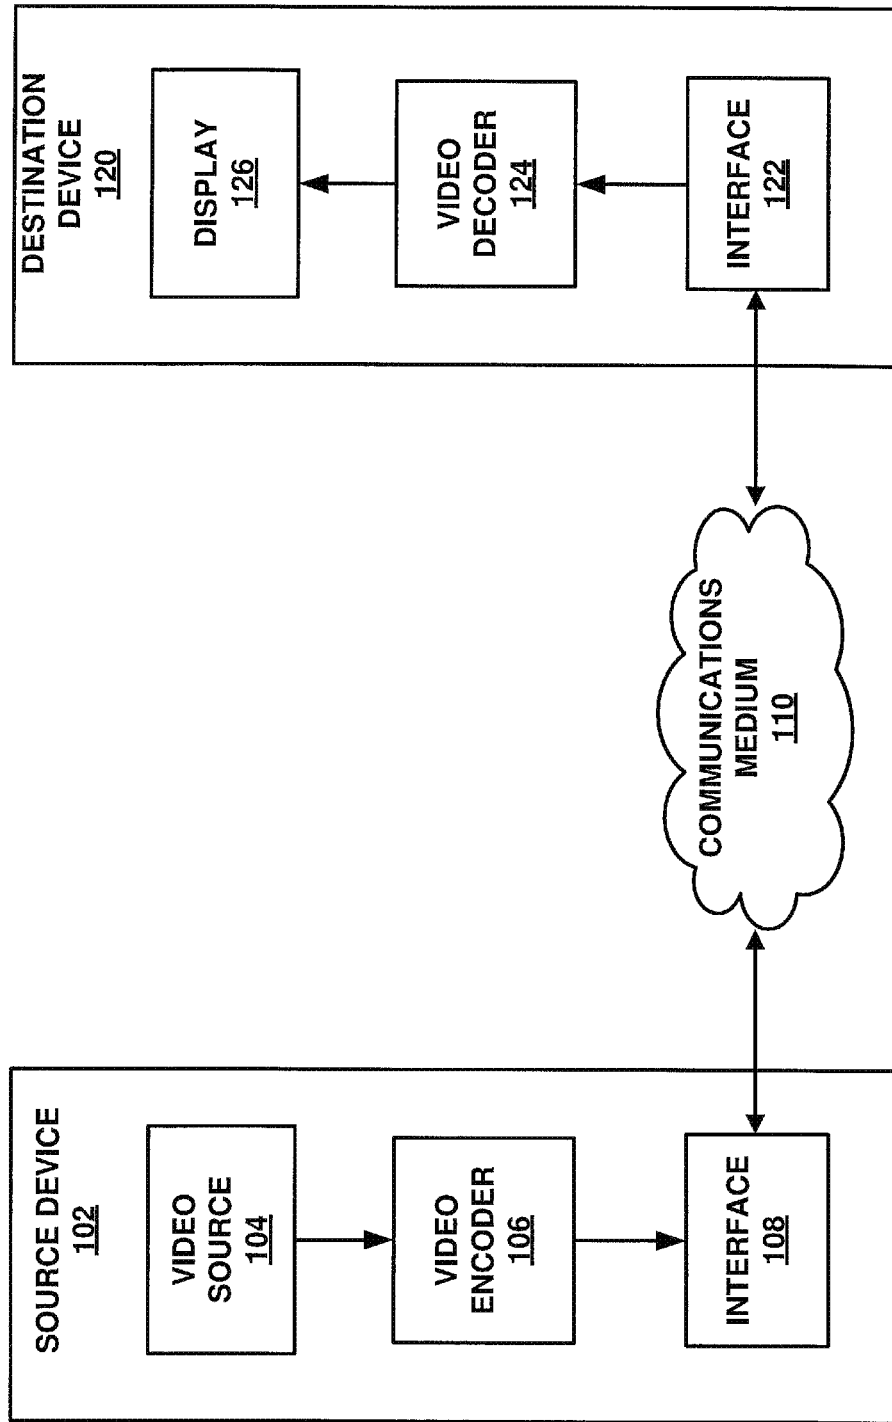 SOURCE DEVICE
102
VIDEO
SOURCE
104
VIDEO
ENCODER
106
INTERFACE
108
COMMUNICATIONS
MEDIUM
110
DESTINATION
DEVICE
120
DISPLAY
126
VIDEO
DECODER
124
INTERFACE
122